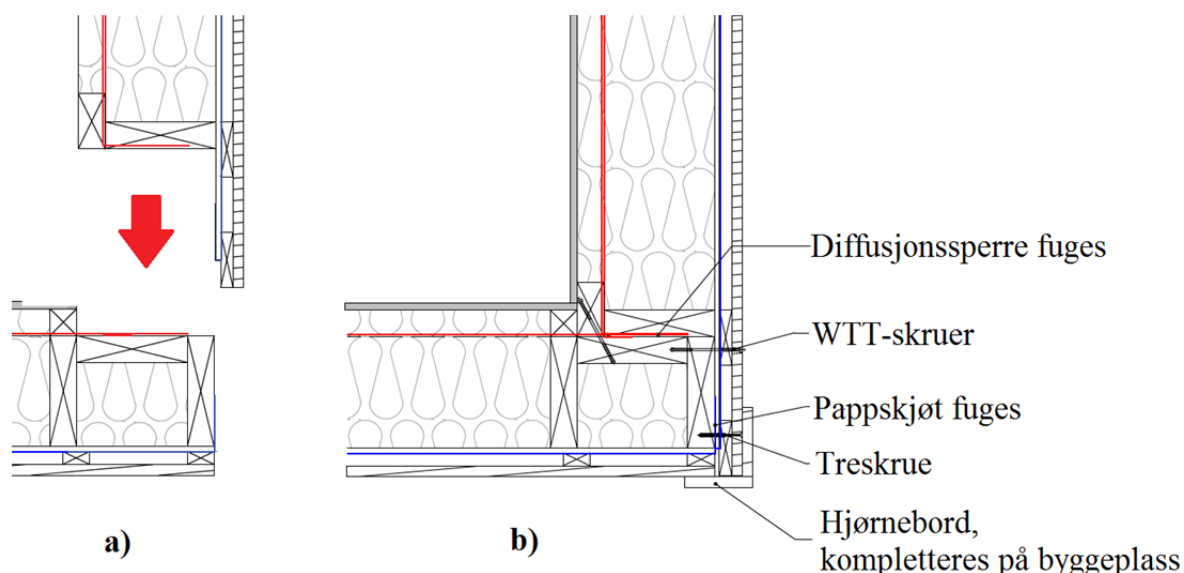 Diffusjonssperre fuges
WTT-skruer
Pappskjøt fuges
Treskrue
Hjørnebord,
kompletteres på byggeplass
a)
b)